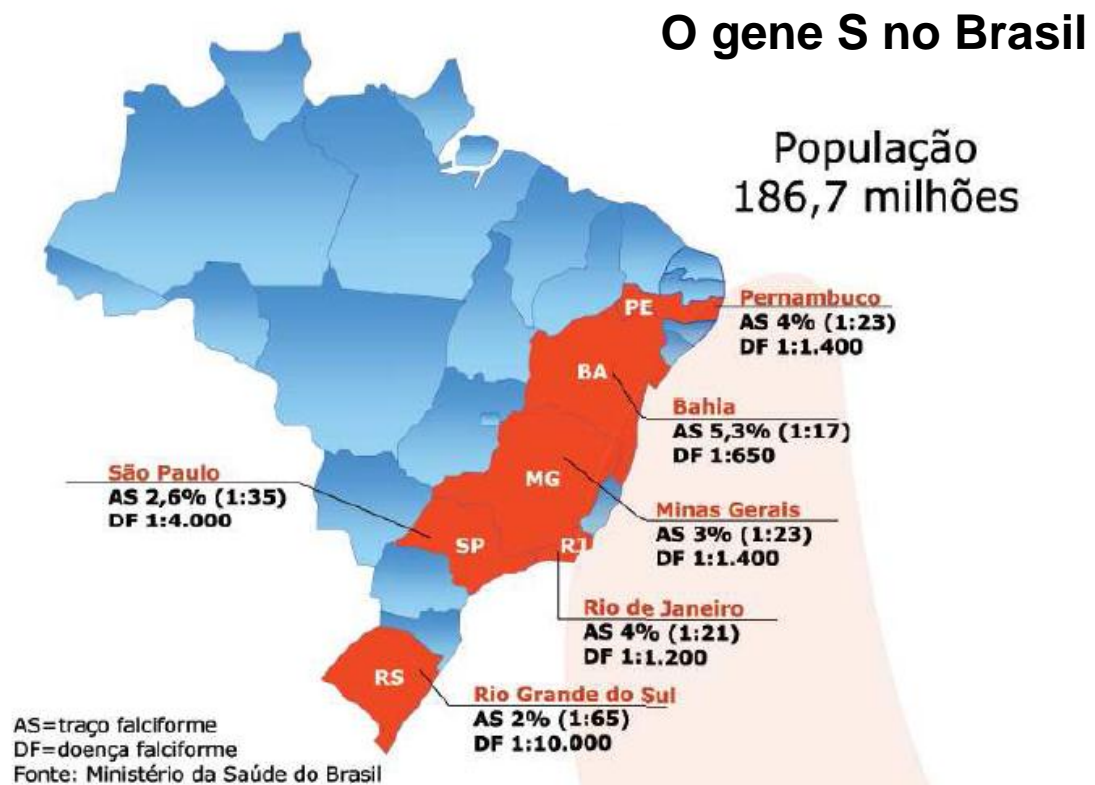 O gene S no Brasil
População
186,7 milhões
PE
Pernambuco
AS 4% (1:23)
DF 1:1.400
BA
Bahia
AS 5,3% (1:17)
DF 1:650
MG
Minas Gerais
AS 3% (1:23)
DF 1:1.400
São Paulo
AS 2,6% (1:35)
DF 1:4.000
SP
RJ
Rio de Janeiro
AS 4% (1:21)
DF 1:1.200
RS
Rio Grande do Sul
AS 2% (1:65)
DF 1:10.000
AS=traço falciforme
DF=doença falciforme
Fonte: Ministério da Saúde do Brasil